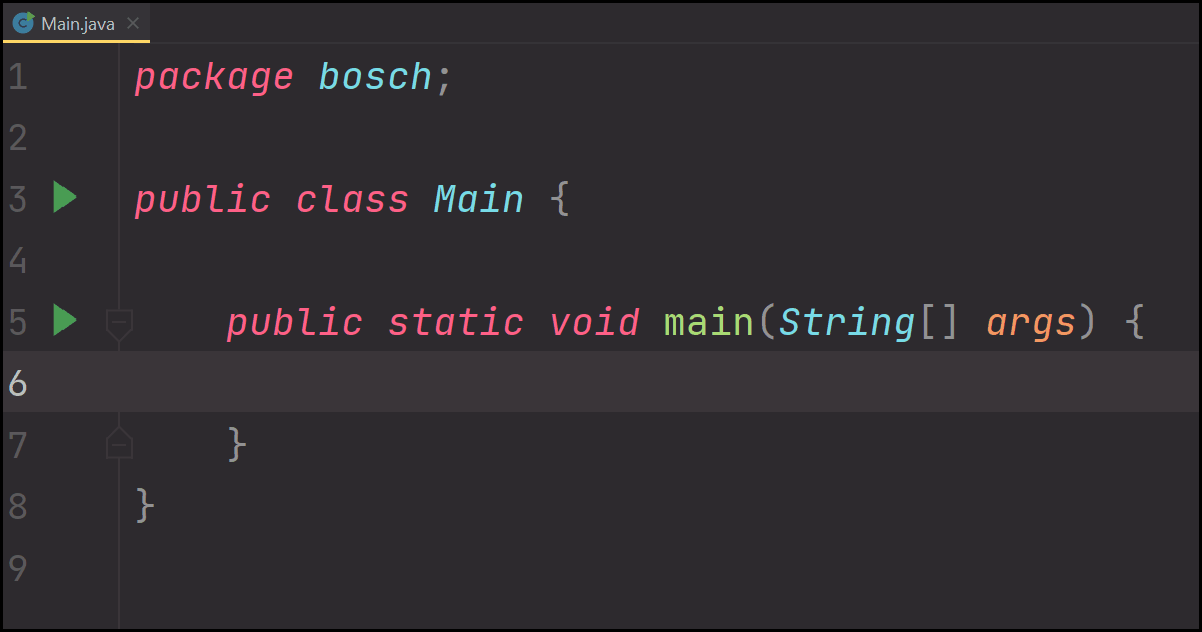 Main.java
1 package bosch;
2
3 public class Main {
4
5     public static void main(String[] args) {
6
7     }
8 }
9